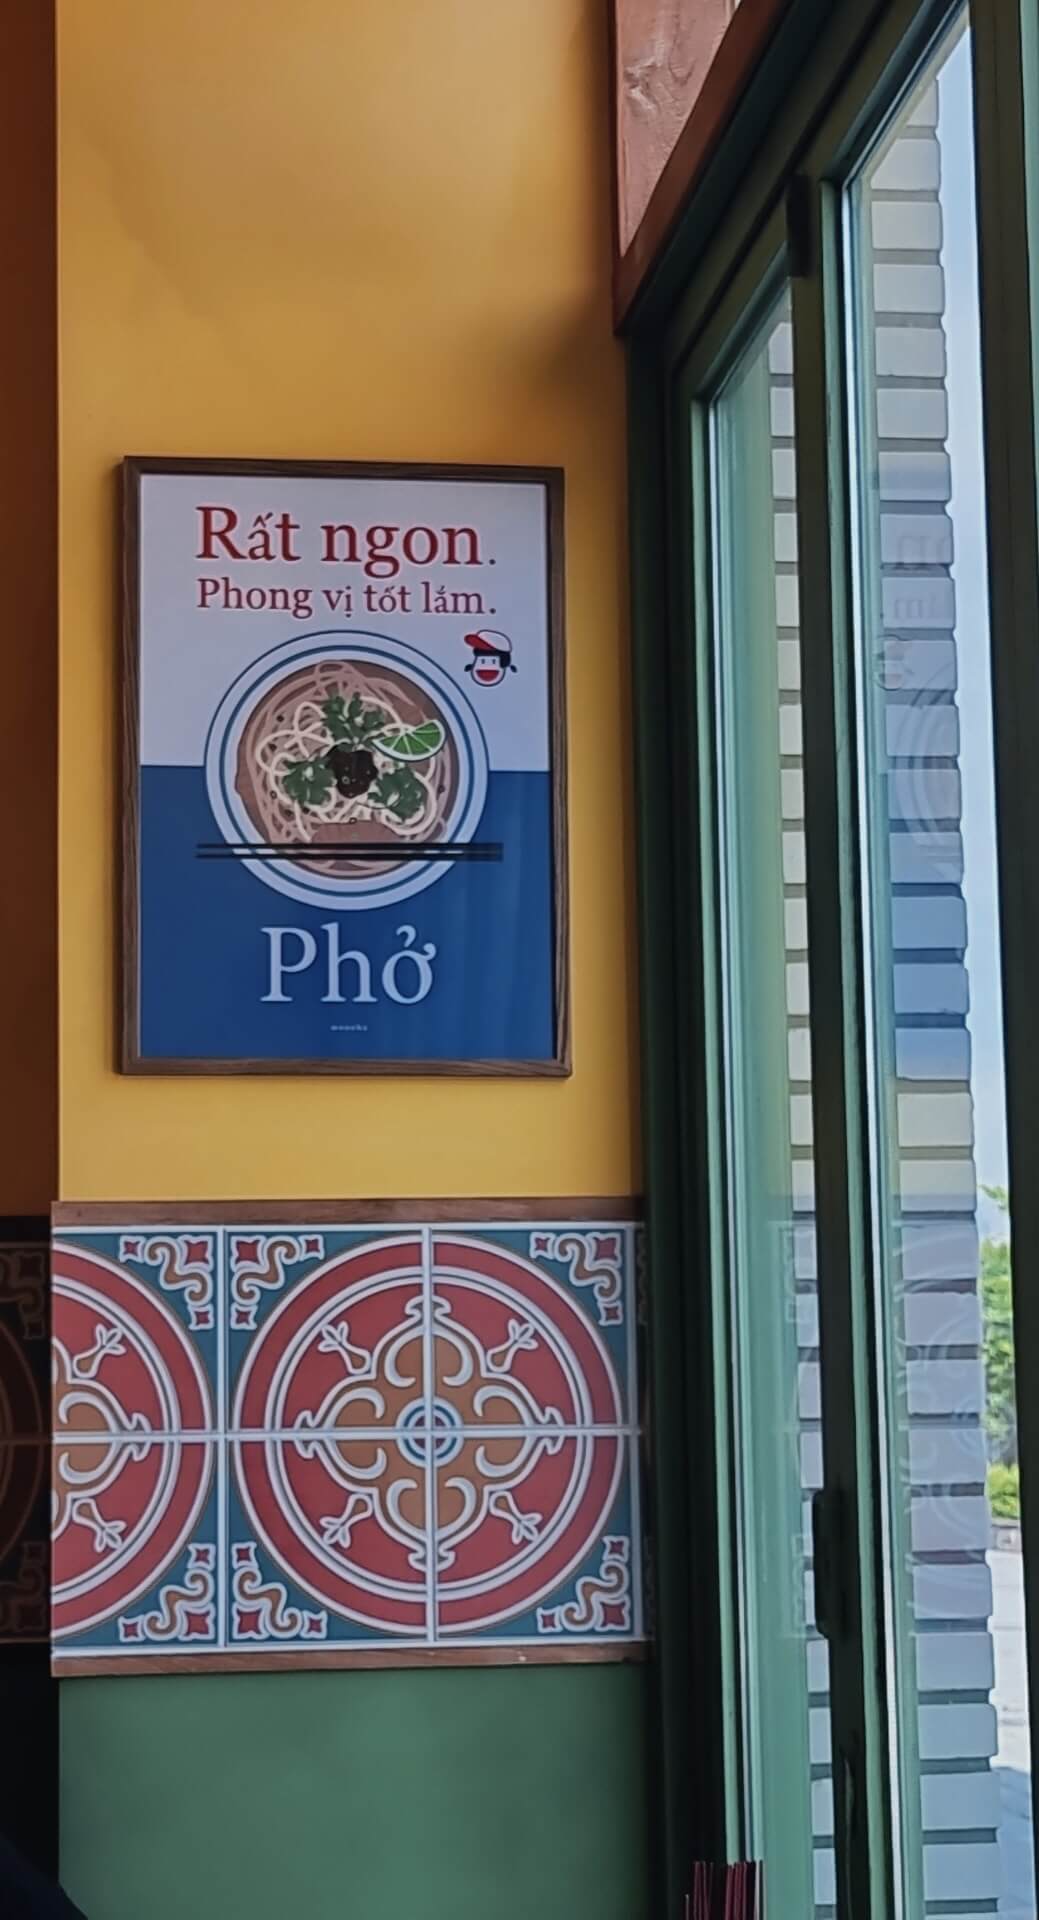 Rất ngon.
Phong vị tốt lắm.
Phở